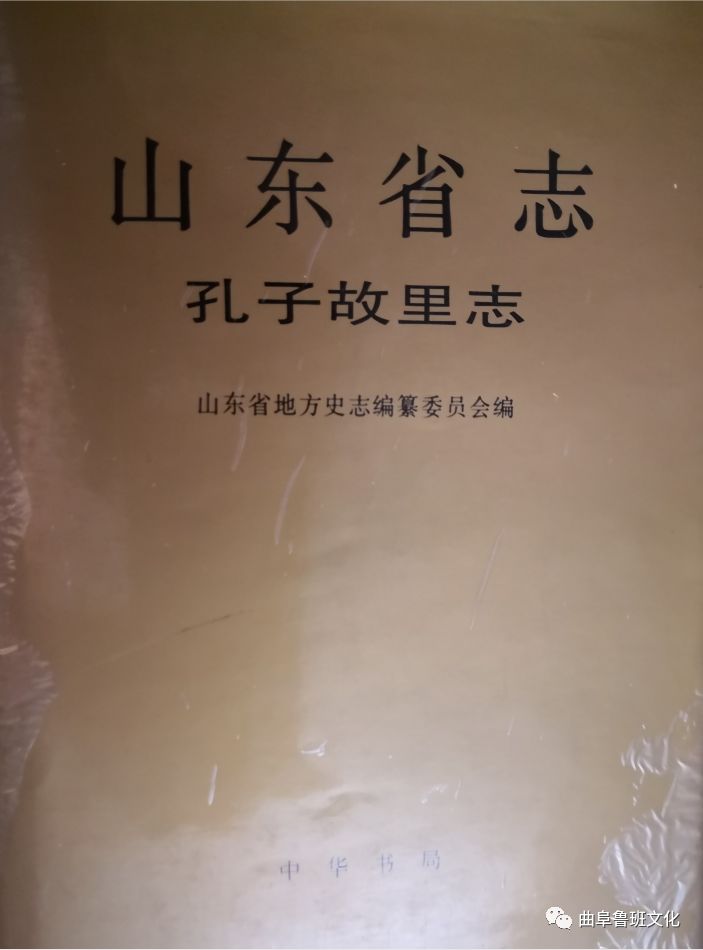 山东省志
孔子故里志
山东省地方史志编纂委员会编
中华书局
曲阜鲁班文化